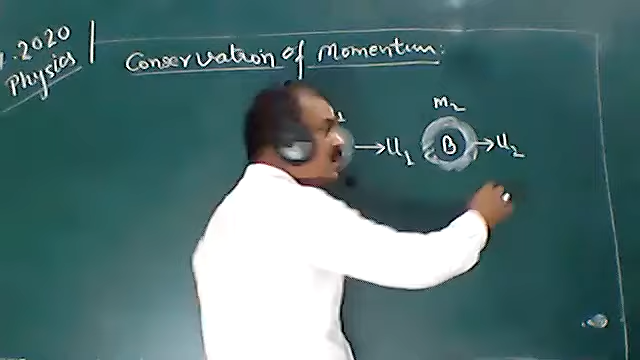 .2020
Physics
Conservation of Momentum:
M2
→U1
B
→U2